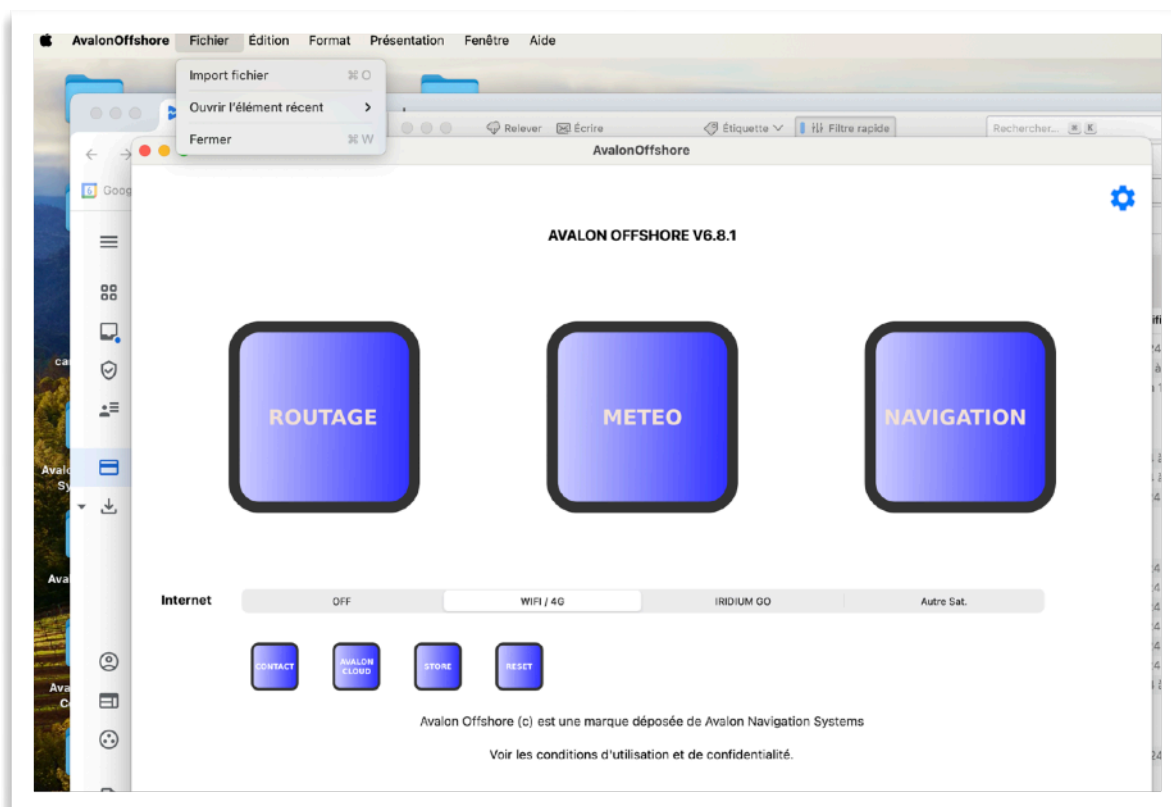 AvalonOffshore Fichier Édition Format Présentation Fenêtre Aide
Import fichier ⌘ O
Ouvrir l'élément récent >
Fermer ⌘ W
Relever Écrire Étiquette Filtre rapide Rechercher... ⌘ K
AvalonOffshore
6 Goog
AVALON OFFSHORE V6.8.1
ROUTAGE METEO NAVIGATION
Internet OFF WIFI / 4G IRIDIUM GO Autre Sat.
CONTACT AVALON CLOUD STORE RESET
Avalon Offshore (c) est une marque déposée de Avalon Navigation Systems
Voir les conditions d'utilisation et de confidentialité.